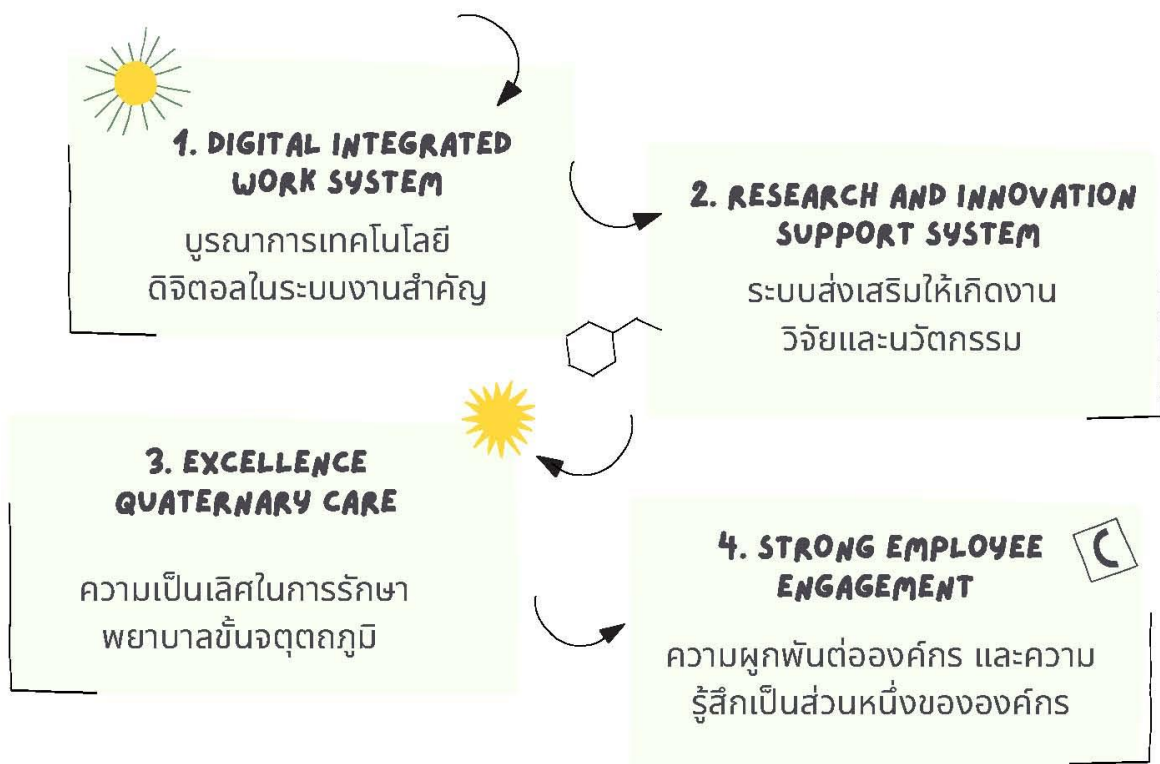 1. DIGITAL INTEGRATED
WORK SYSTEM
บูรณาการเทคโนโลยี
ดิจิตอลในระบบงานสำคัญ
2. RESEARCH AND INNOVATION
SUPPORT SYSTEM
ระบบส่งเสริมให้เกิดงาน
วิจัยและนวัตกรรม
3. EXCELLENCE
QUATERNARY CARE
ความเป็นเลิศในการรักษา
พยาบาลขั้นจตุตถภูมิ
4. STRONG EMPLOYEE
ENGAGEMENT
ความผูกพันต่อองค์กร และความ
รู้สึกเป็นส่วนหนึ่งขององค์กร